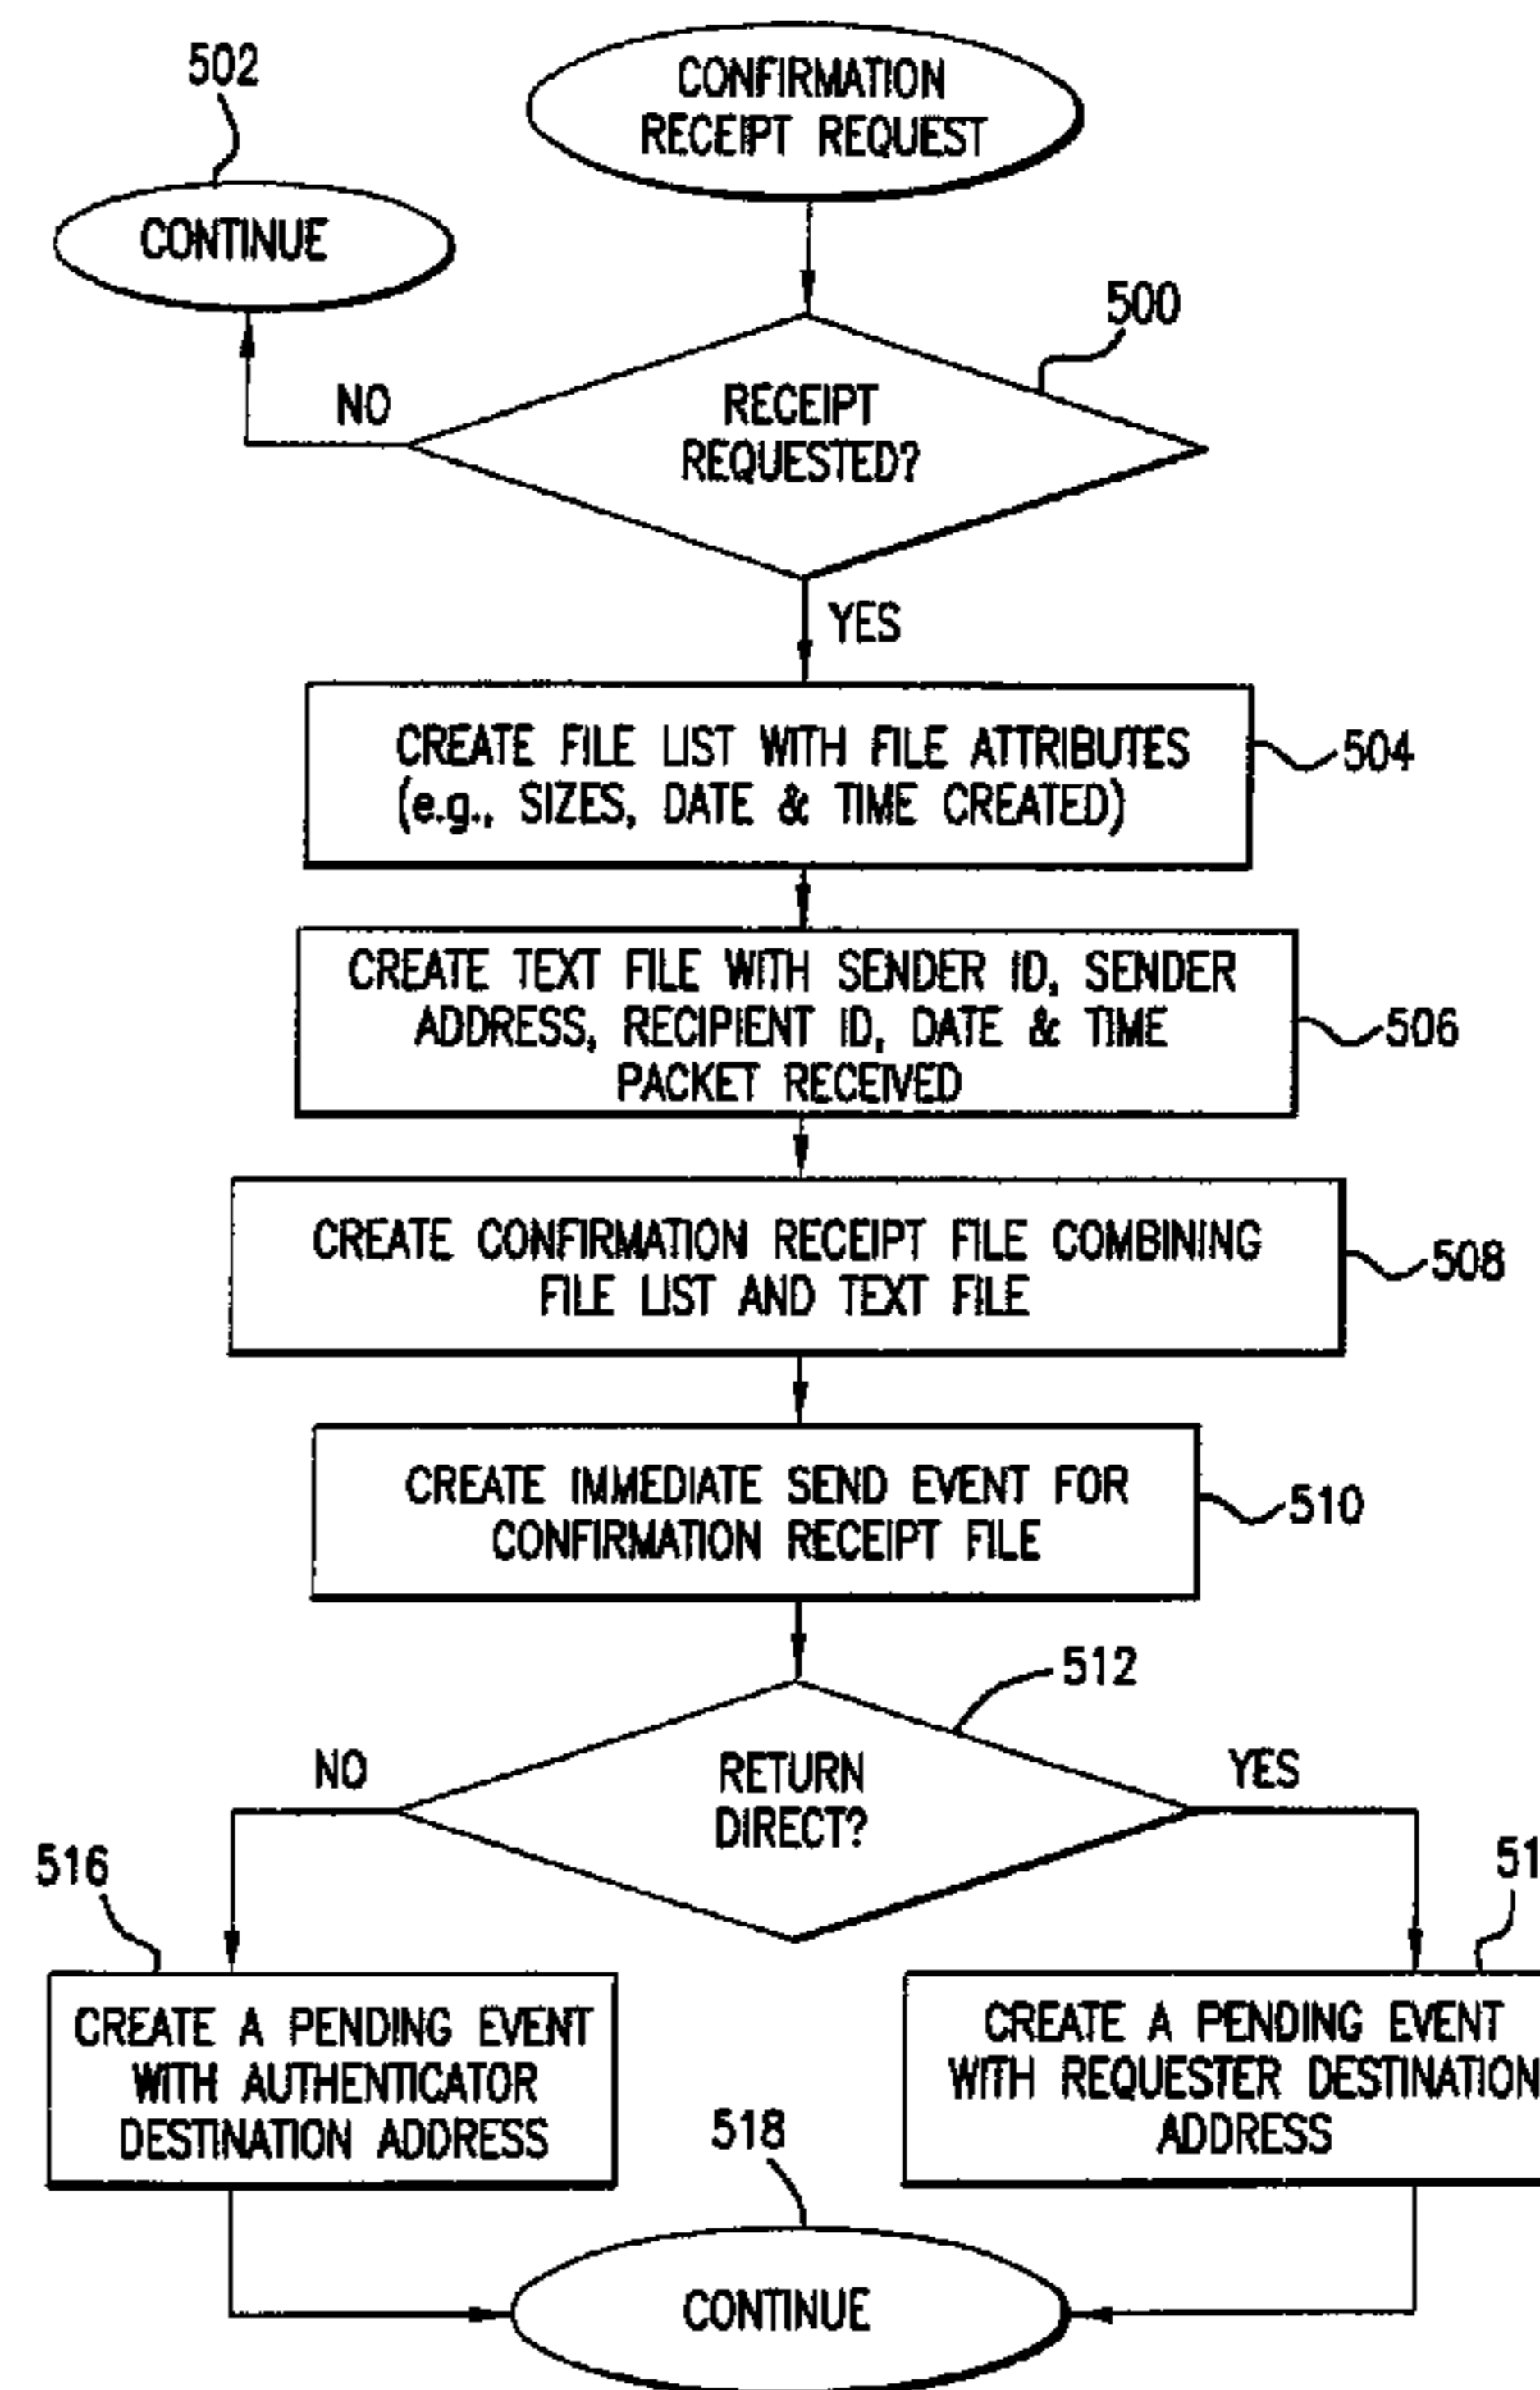 502
CONFIRMATION
RECEIPT REQUEST
CONTINUE
500
NO
RECEIPT
REQUESTED?
YES
CREATE FILE LIST WITH FILE ATTRIBUTES
(e.g., SIZES, DATE & TIME CREATED)
504
CREATE TEXT FILE WITH SENDER ID, SENDER
ADDRESS, RECIPIENT ID, DATE & TIME
PACKET RECEIVED
506
CREATE CONFIRMATION RECEIPT FILE COMBINING
FILE LIST AND TEXT FILE
508
CREATE IMMEDIATE SEND EVENT FOR
CONFIRMATION RECEIPT FILE
510
512
NO
RETURN
DIRECT?
YES
516
51
CREATE A PENDING EVENT
WITH AUTHENTICATOR
DESTINATION ADDRESS
CREATE A PENDING EVENT
WITH REQUESTER DESTINATION
ADDRESS
518
CONTINUE